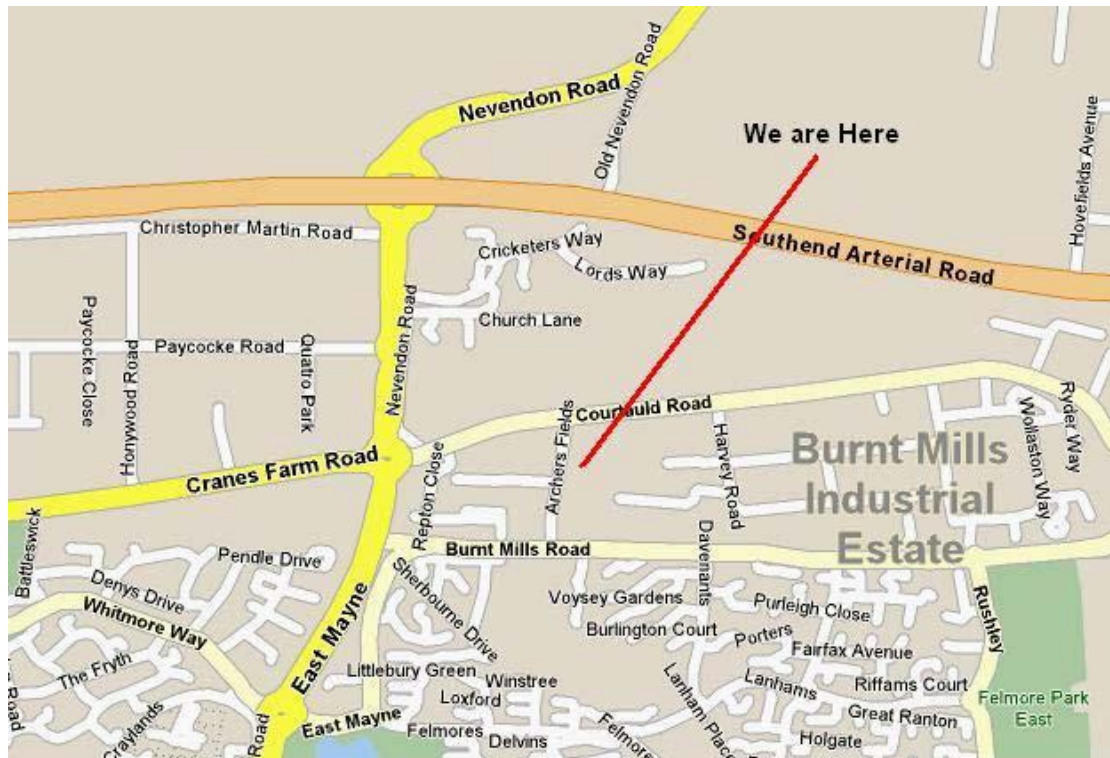 Nevendon Road
Old Nevendon Road
We are Here
Hovefields Avenue
Christopher Martin Road
Cricketers Way
Lords Way
Southend Arterial Road
Paycocke Close
Honywood Road
Paycocke Road
Quatro Park
Nevendon Road
Church Lane
Courtauld Road
Archers Fields
Harvey Road
Ryder Way
Wollaston Way
Burnt Mills
Industrial
Estate
Cranes Farm Road
Repton Close
Battleswick
Pendle Drive
Burnt Mills Road
Davenants
Denys Drive
Whitmore Way
Sherbourne Drive
Voysey Gardens
Purleigh Close
Rushley
Burlington Court
Porters
Fairfax Avenue
The Fryth
East Mayne
Littlebury Green
Winstree
Loxford
Lanham Place
Lanhams
Riffams Court
Felmore Park
East
Road
Craylands
Road
East Mayne
Felmores
Delvins
Felmores
Great Ranton
Holgate